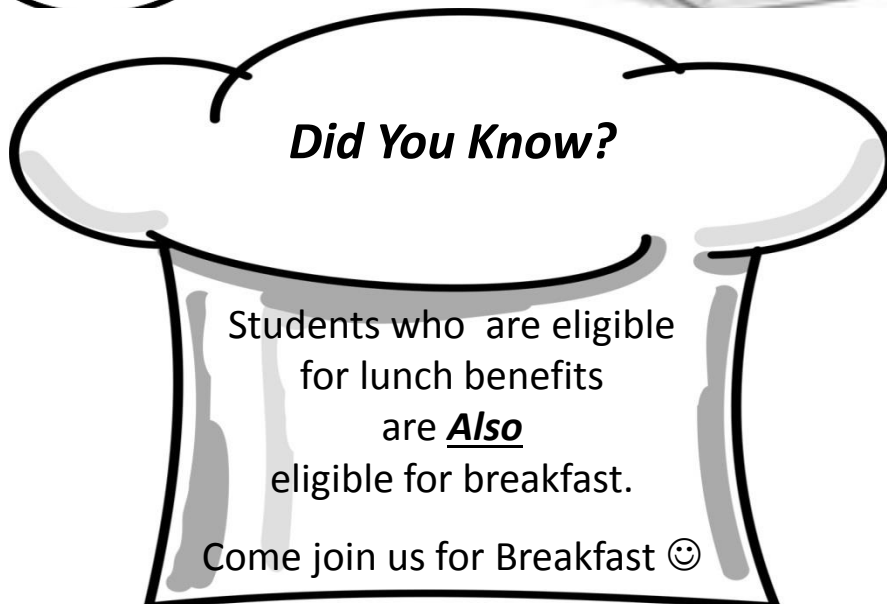 Did You Know?
Students who are eligible
for lunch benefits
are Also
eligible for breakfast.
Come join us for Breakfast ☺